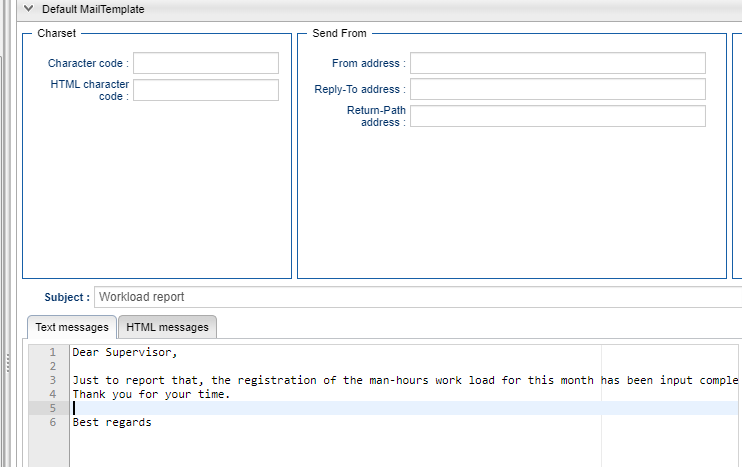 Default MailTemplate
Charset
Character code :
HTML character
code :
Send From
From address :
Reply-To address :
Return-Path
address :
Subject : Workload report
Text messages HTML messages
1 Dear Supervisor,
2
3 Just to report that, the registration of the man-hours work load for this month has been input comple
4 Thank you for your time.
5
6 Best regards